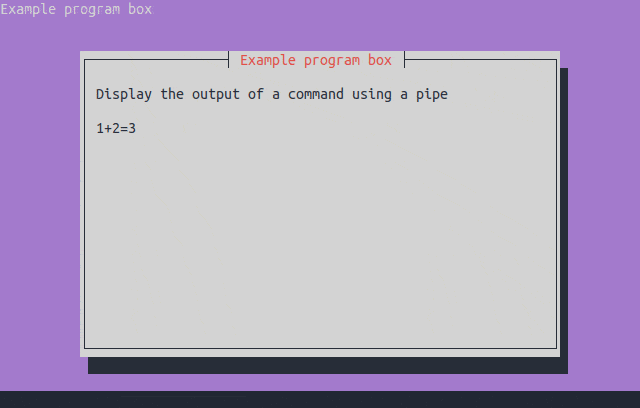 Example program box
Example program box
Display the output of a command using a pipe
1+2=3